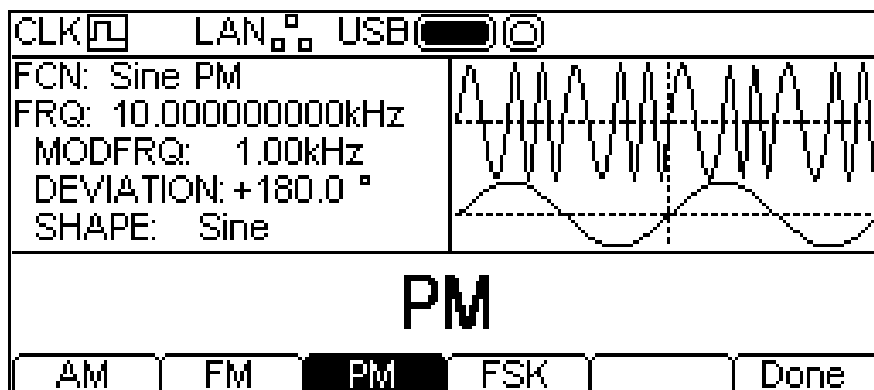 CLK LAN USB
FCN: Sine PM
FRQ: 10.000000000kHz
MODFRQ: 1.00kHz
DEVIATION: +180.0 °
SHAPE: Sine
PM
AM FM PM FSK Done